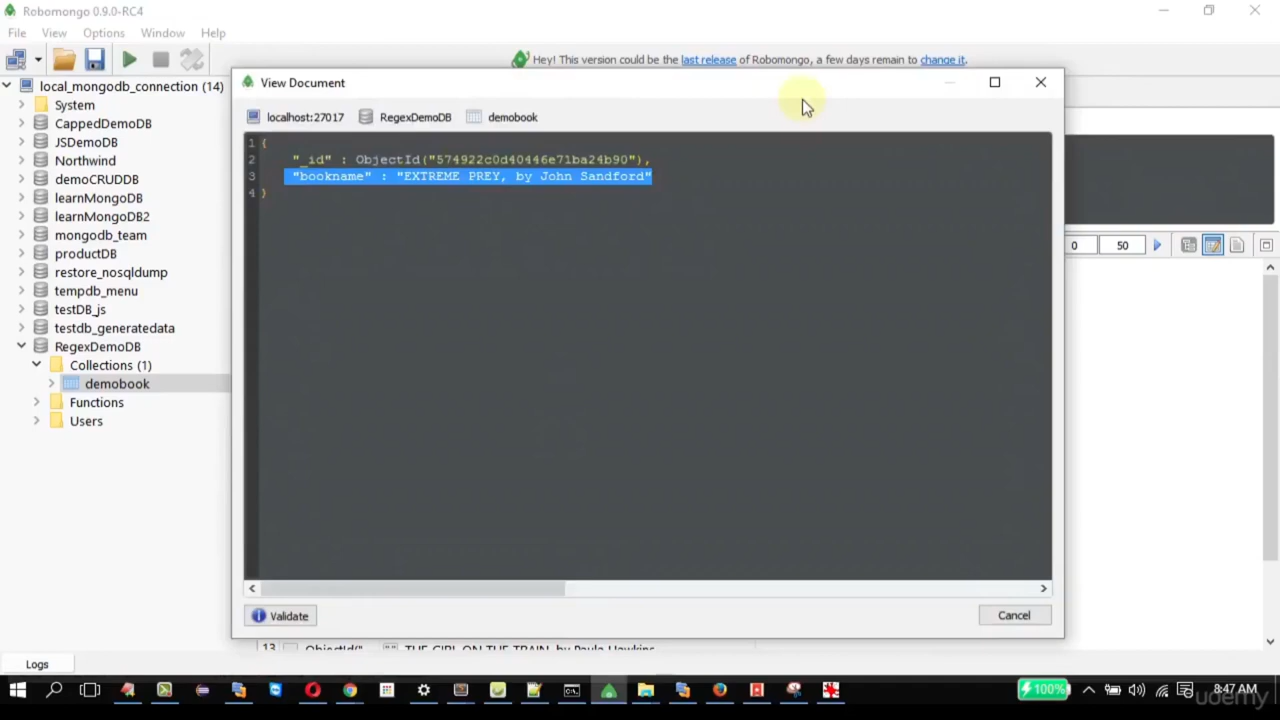 Robomongo 0.9.0-RC4
File View Options Window Help
Hey! This version could be the last release of Robomongo, a few days remain to change it.
local_mongodb_connection (14)
System
CappedDemoDB
JSDemoDB
Northwind
demoCRUDDB
learnMongoDB
learnMongoDB2
mongodb_team
productDB
restore_nosqldump
tempdb_menu
testDB_js
testdb_generatedata
RegexDemoDB
Collections (1)
demobook
Functions
Users
View Document
localhost:27017 RegexDemoDB demobook
1 {
2 "_id" : ObjectId("574922c0d40446e71ba24b90"),
3 "bookname" : "EXTREME PREY, by John Sandford"
4 }
0 50
Validate Cancel
13 ObjectId(" THE GIRL ON THE TRAIN, by Paula Hawkins
Logs
100% 8:47 AM
udemy